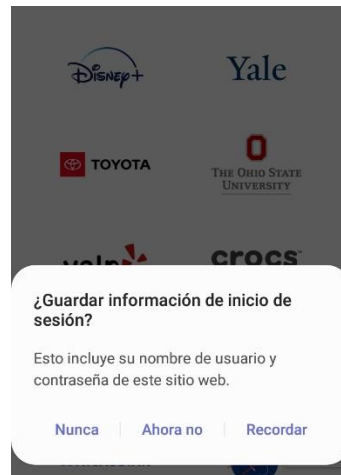 Disney+
Yale
TOYOTA
THE OHIO STATE
UNIVERSITY
yelp
crocs
¿Guardar información de inicio de
sesión?
Esto incluye su nombre de usuario y
contraseña de este sitio web.
Nunca
Ahora no
Recordar